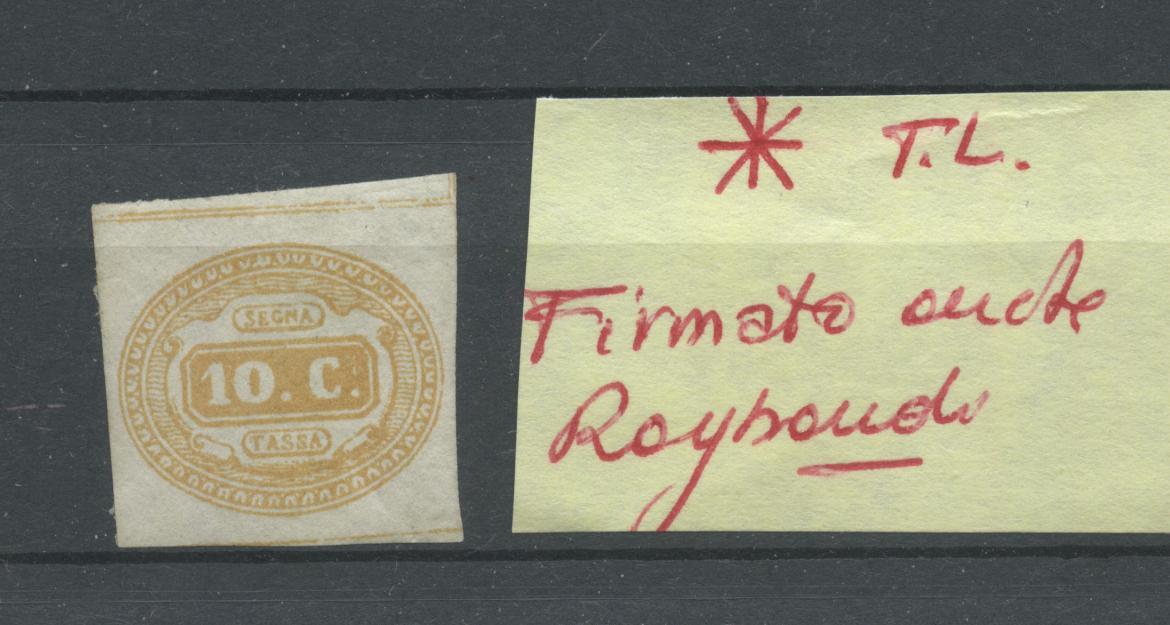 SEGNA
10. C.
TASSA
* T.L.
Firmato anche
Raybaudi